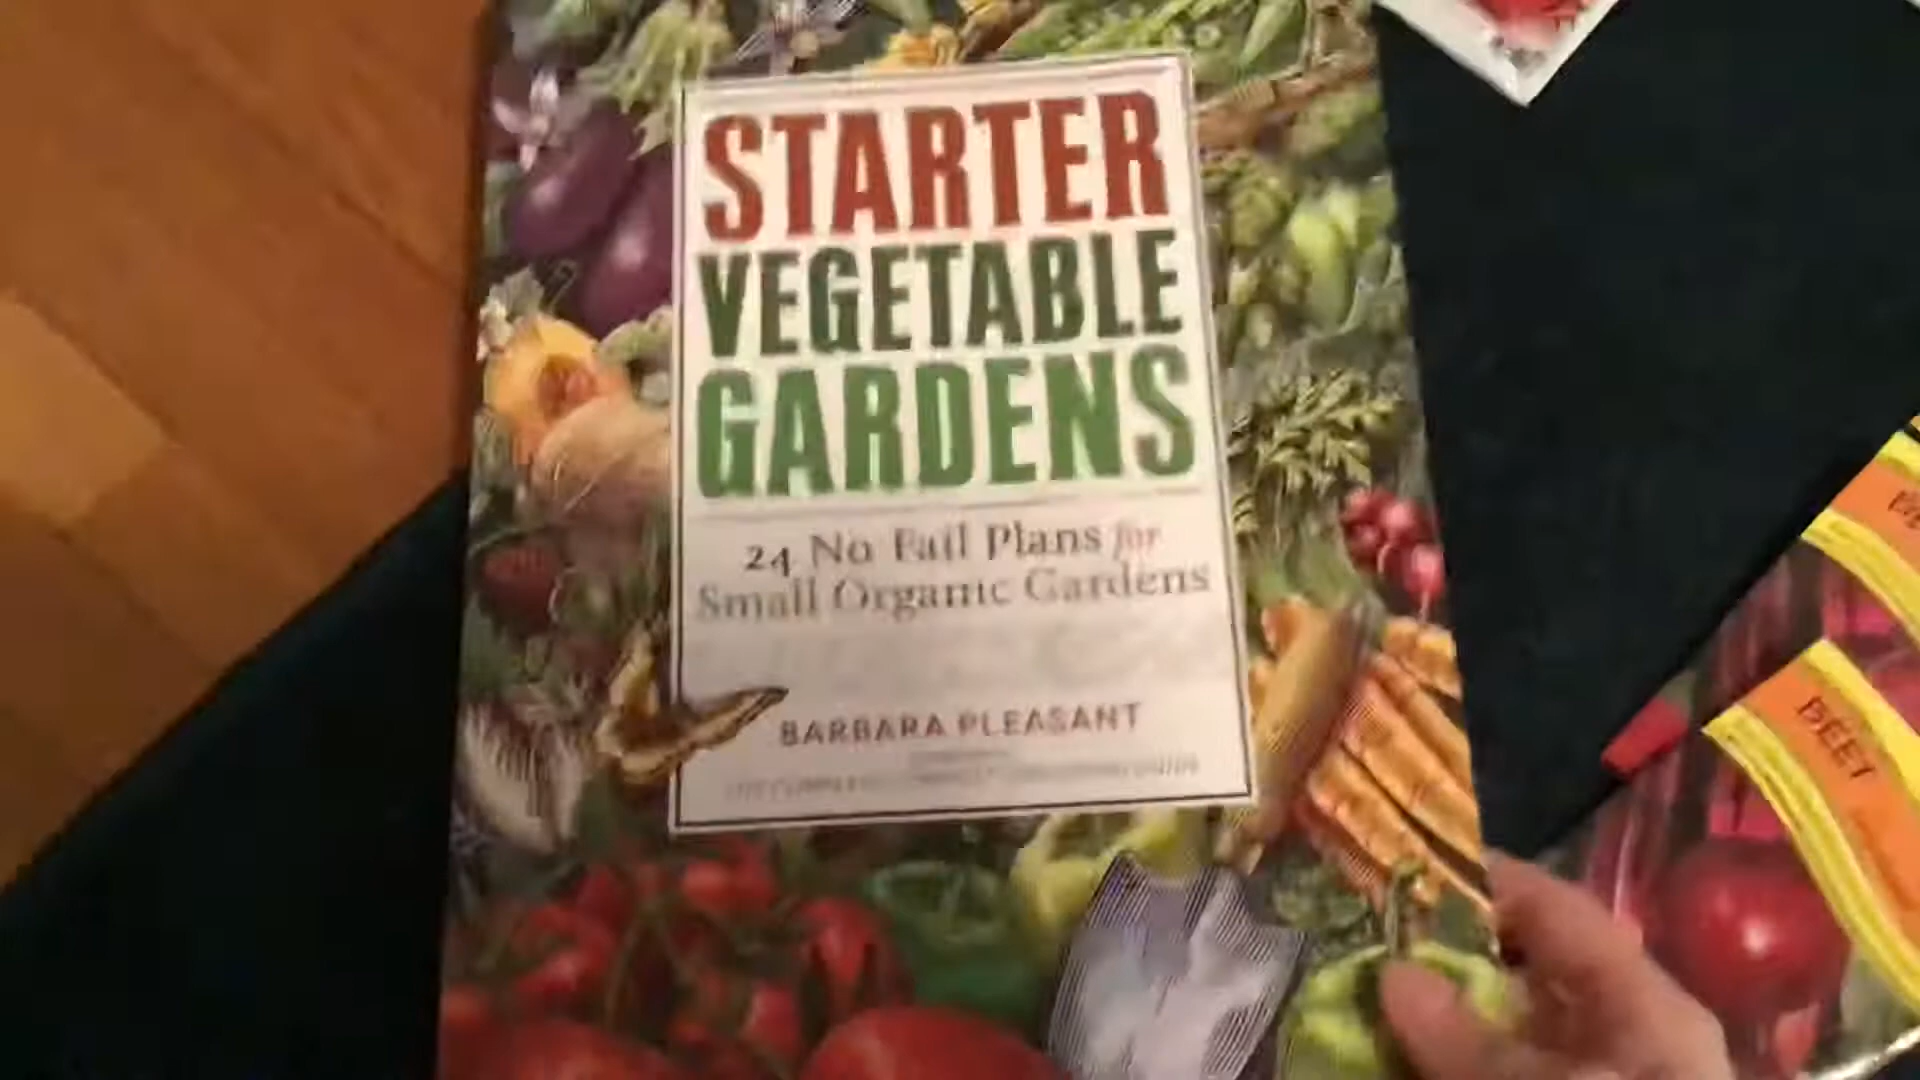 STARTER
VEGETABLE
GARDENS
24 No Fail Plans for
Small Organic Gardens
BARBARA PLEASANT
BEET